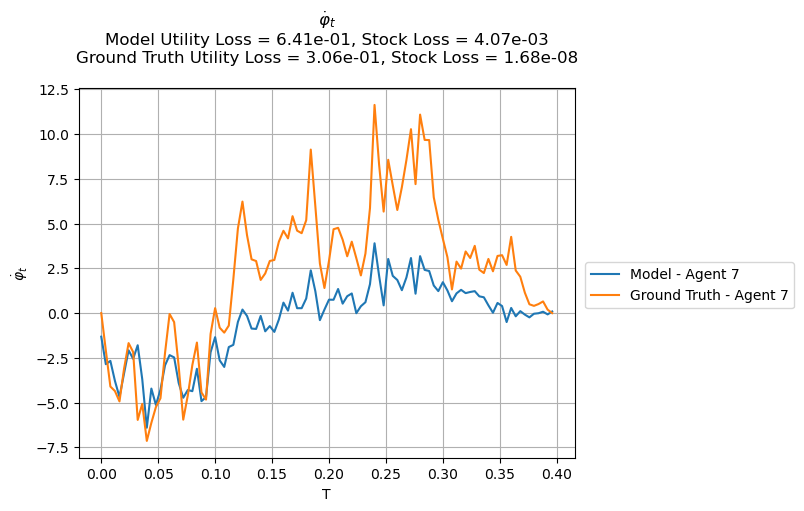 φ̇ₜ
Model Utility Loss = 6.41e-01, Stock Loss = 4.07e-03
Ground Truth Utility Loss = 3.06e-01, Stock Loss = 1.68e-08
12.5
10.0
7.5
5.0
2.5
0.0
−2.5
−5.0
−7.5
φ̇ₜ
0.00 0.05 0.10 0.15 0.20 0.25 0.30 0.35 0.40
T
Model - Agent 7
Ground Truth - Agent 7